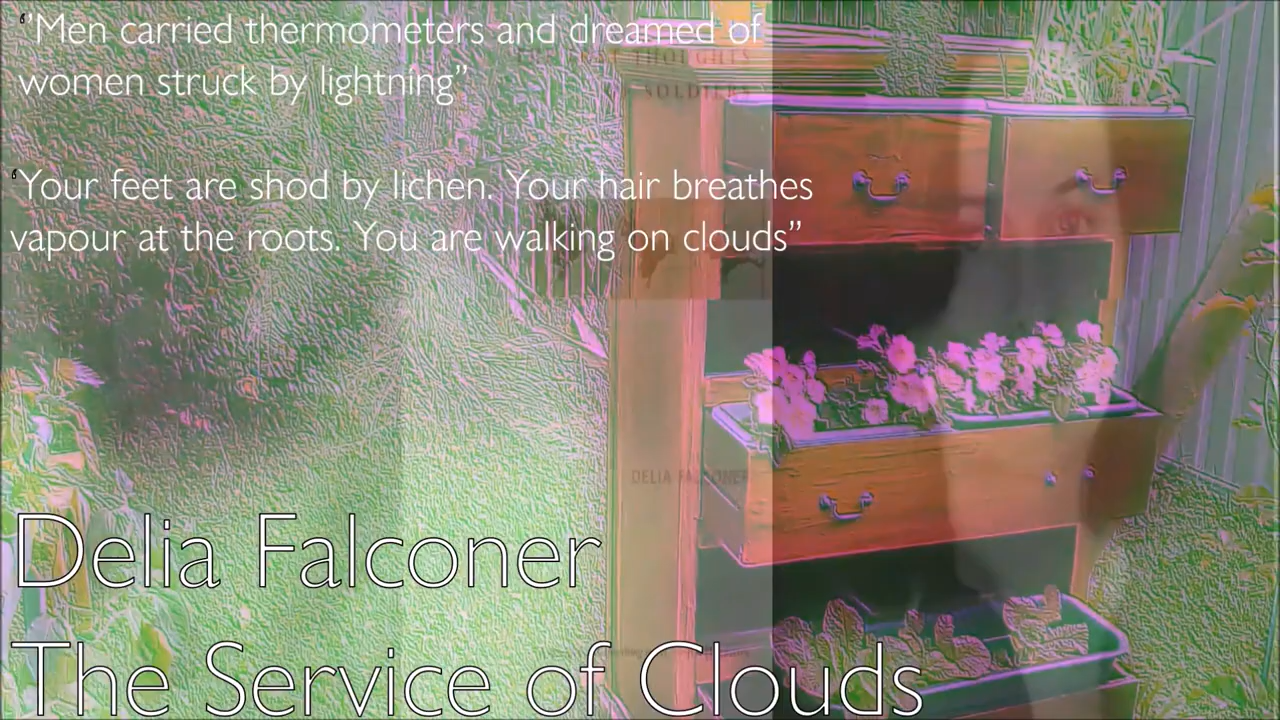 “Men carried thermometers and dreamed of
women struck by lightning”
THOUGHTS
SOLDIERS
“Your feet are shod by lichen. Your hair breathes
vapour at the roots. You are walking on clouds”
DELIA FALCONER
Delia Falconer
The Service of Clouds